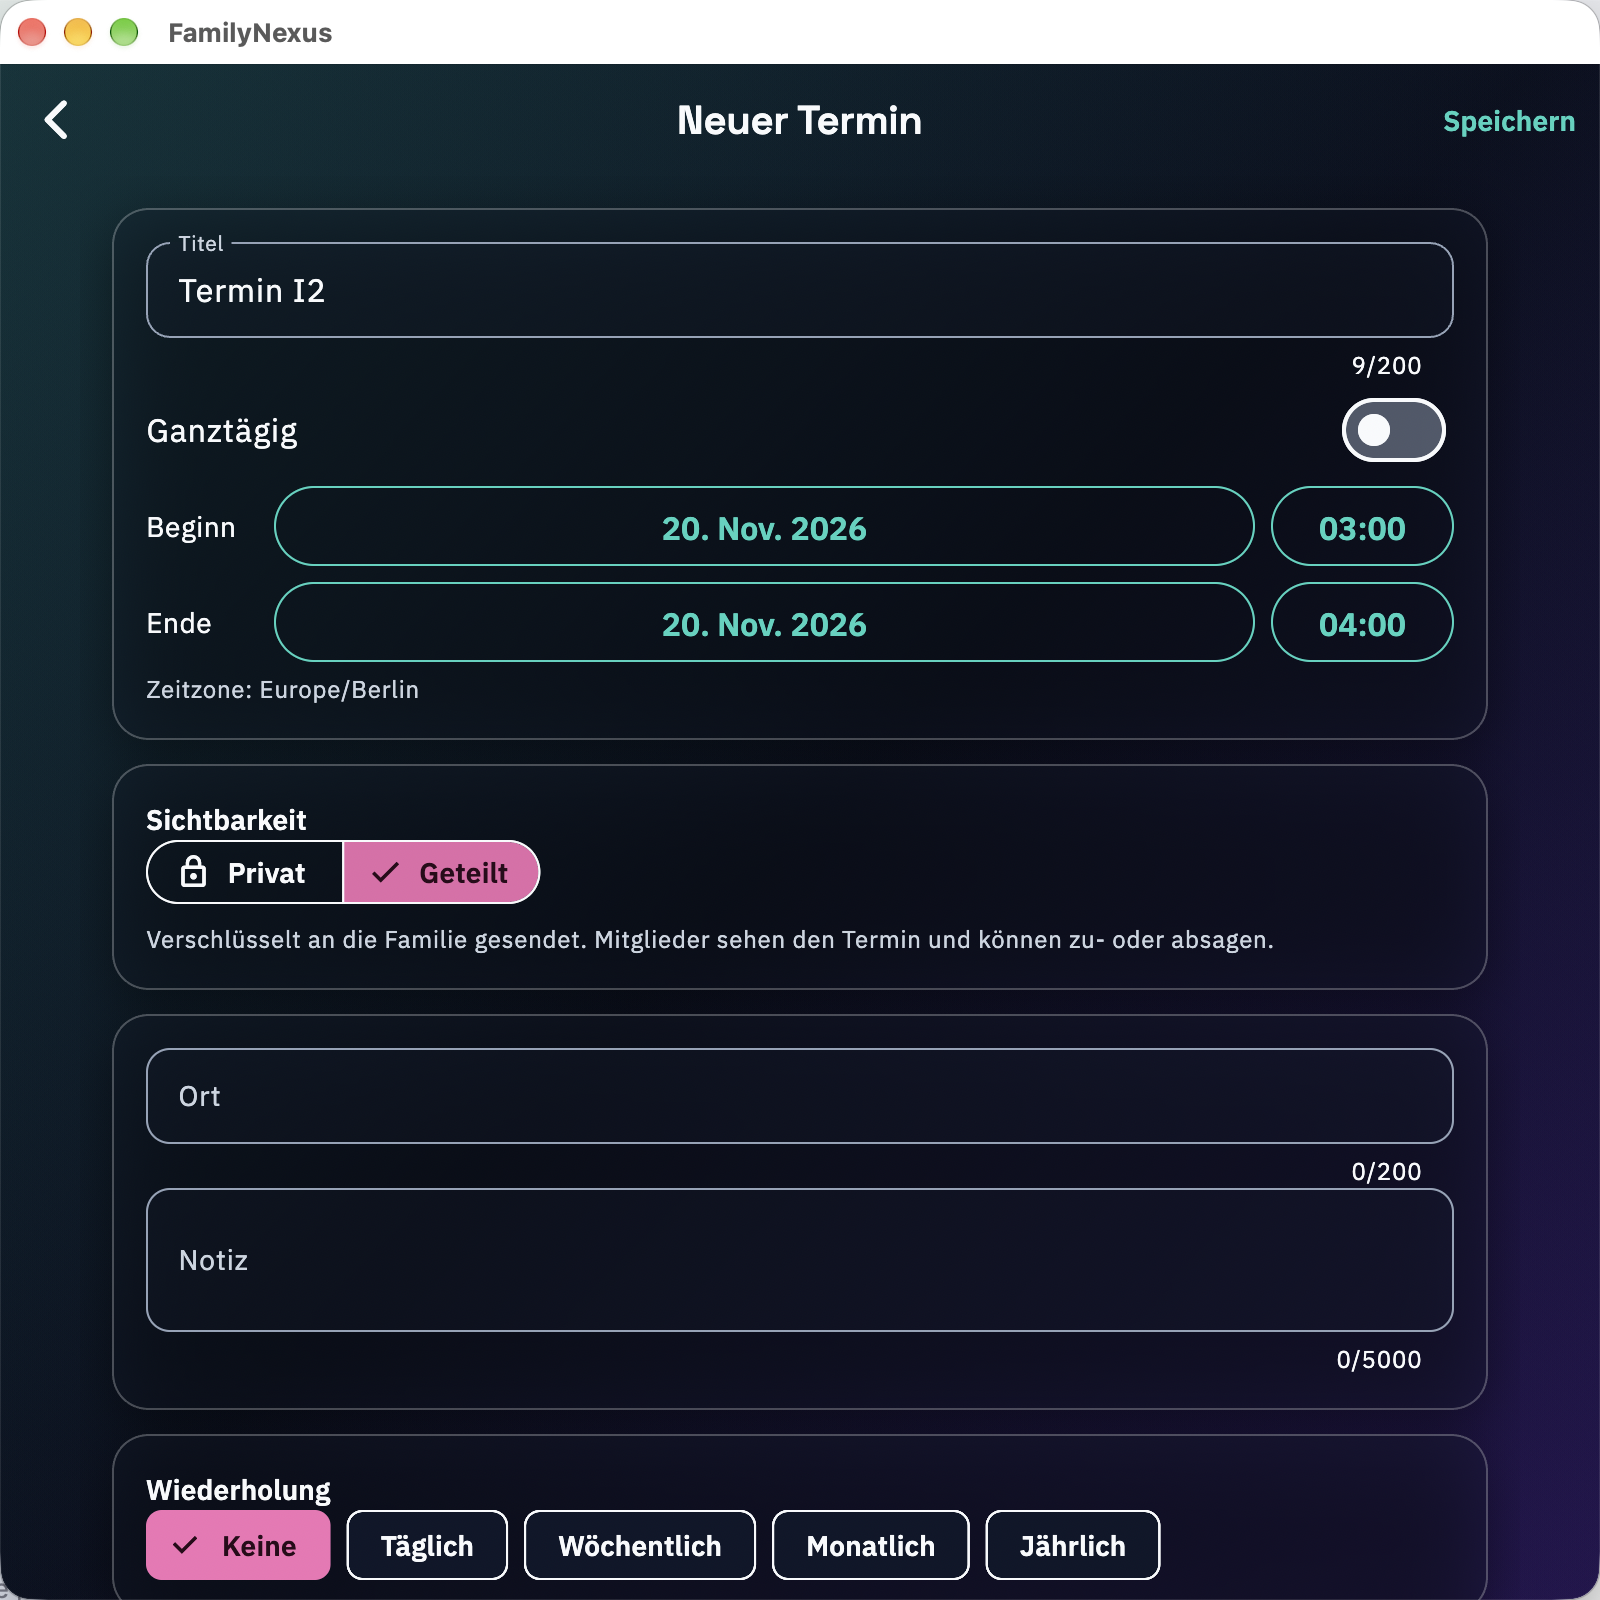 FamilyNexus
Neuer Termin
Speichern
Titel
Termin I2
9/200
Ganztägig
Beginn 20. Nov. 2026 03:00
Ende 20. Nov. 2026 04:00
Zeitzone: Europe/Berlin
Sichtbarkeit
Privat Geteilt
Verschlüsselt an die Familie gesendet. Mitglieder sehen den Termin und können zu- oder absagen.
Ort
0/200
Notiz
0/5000
Wiederholung
Keine Täglich Wöchentlich Monatlich Jährlich